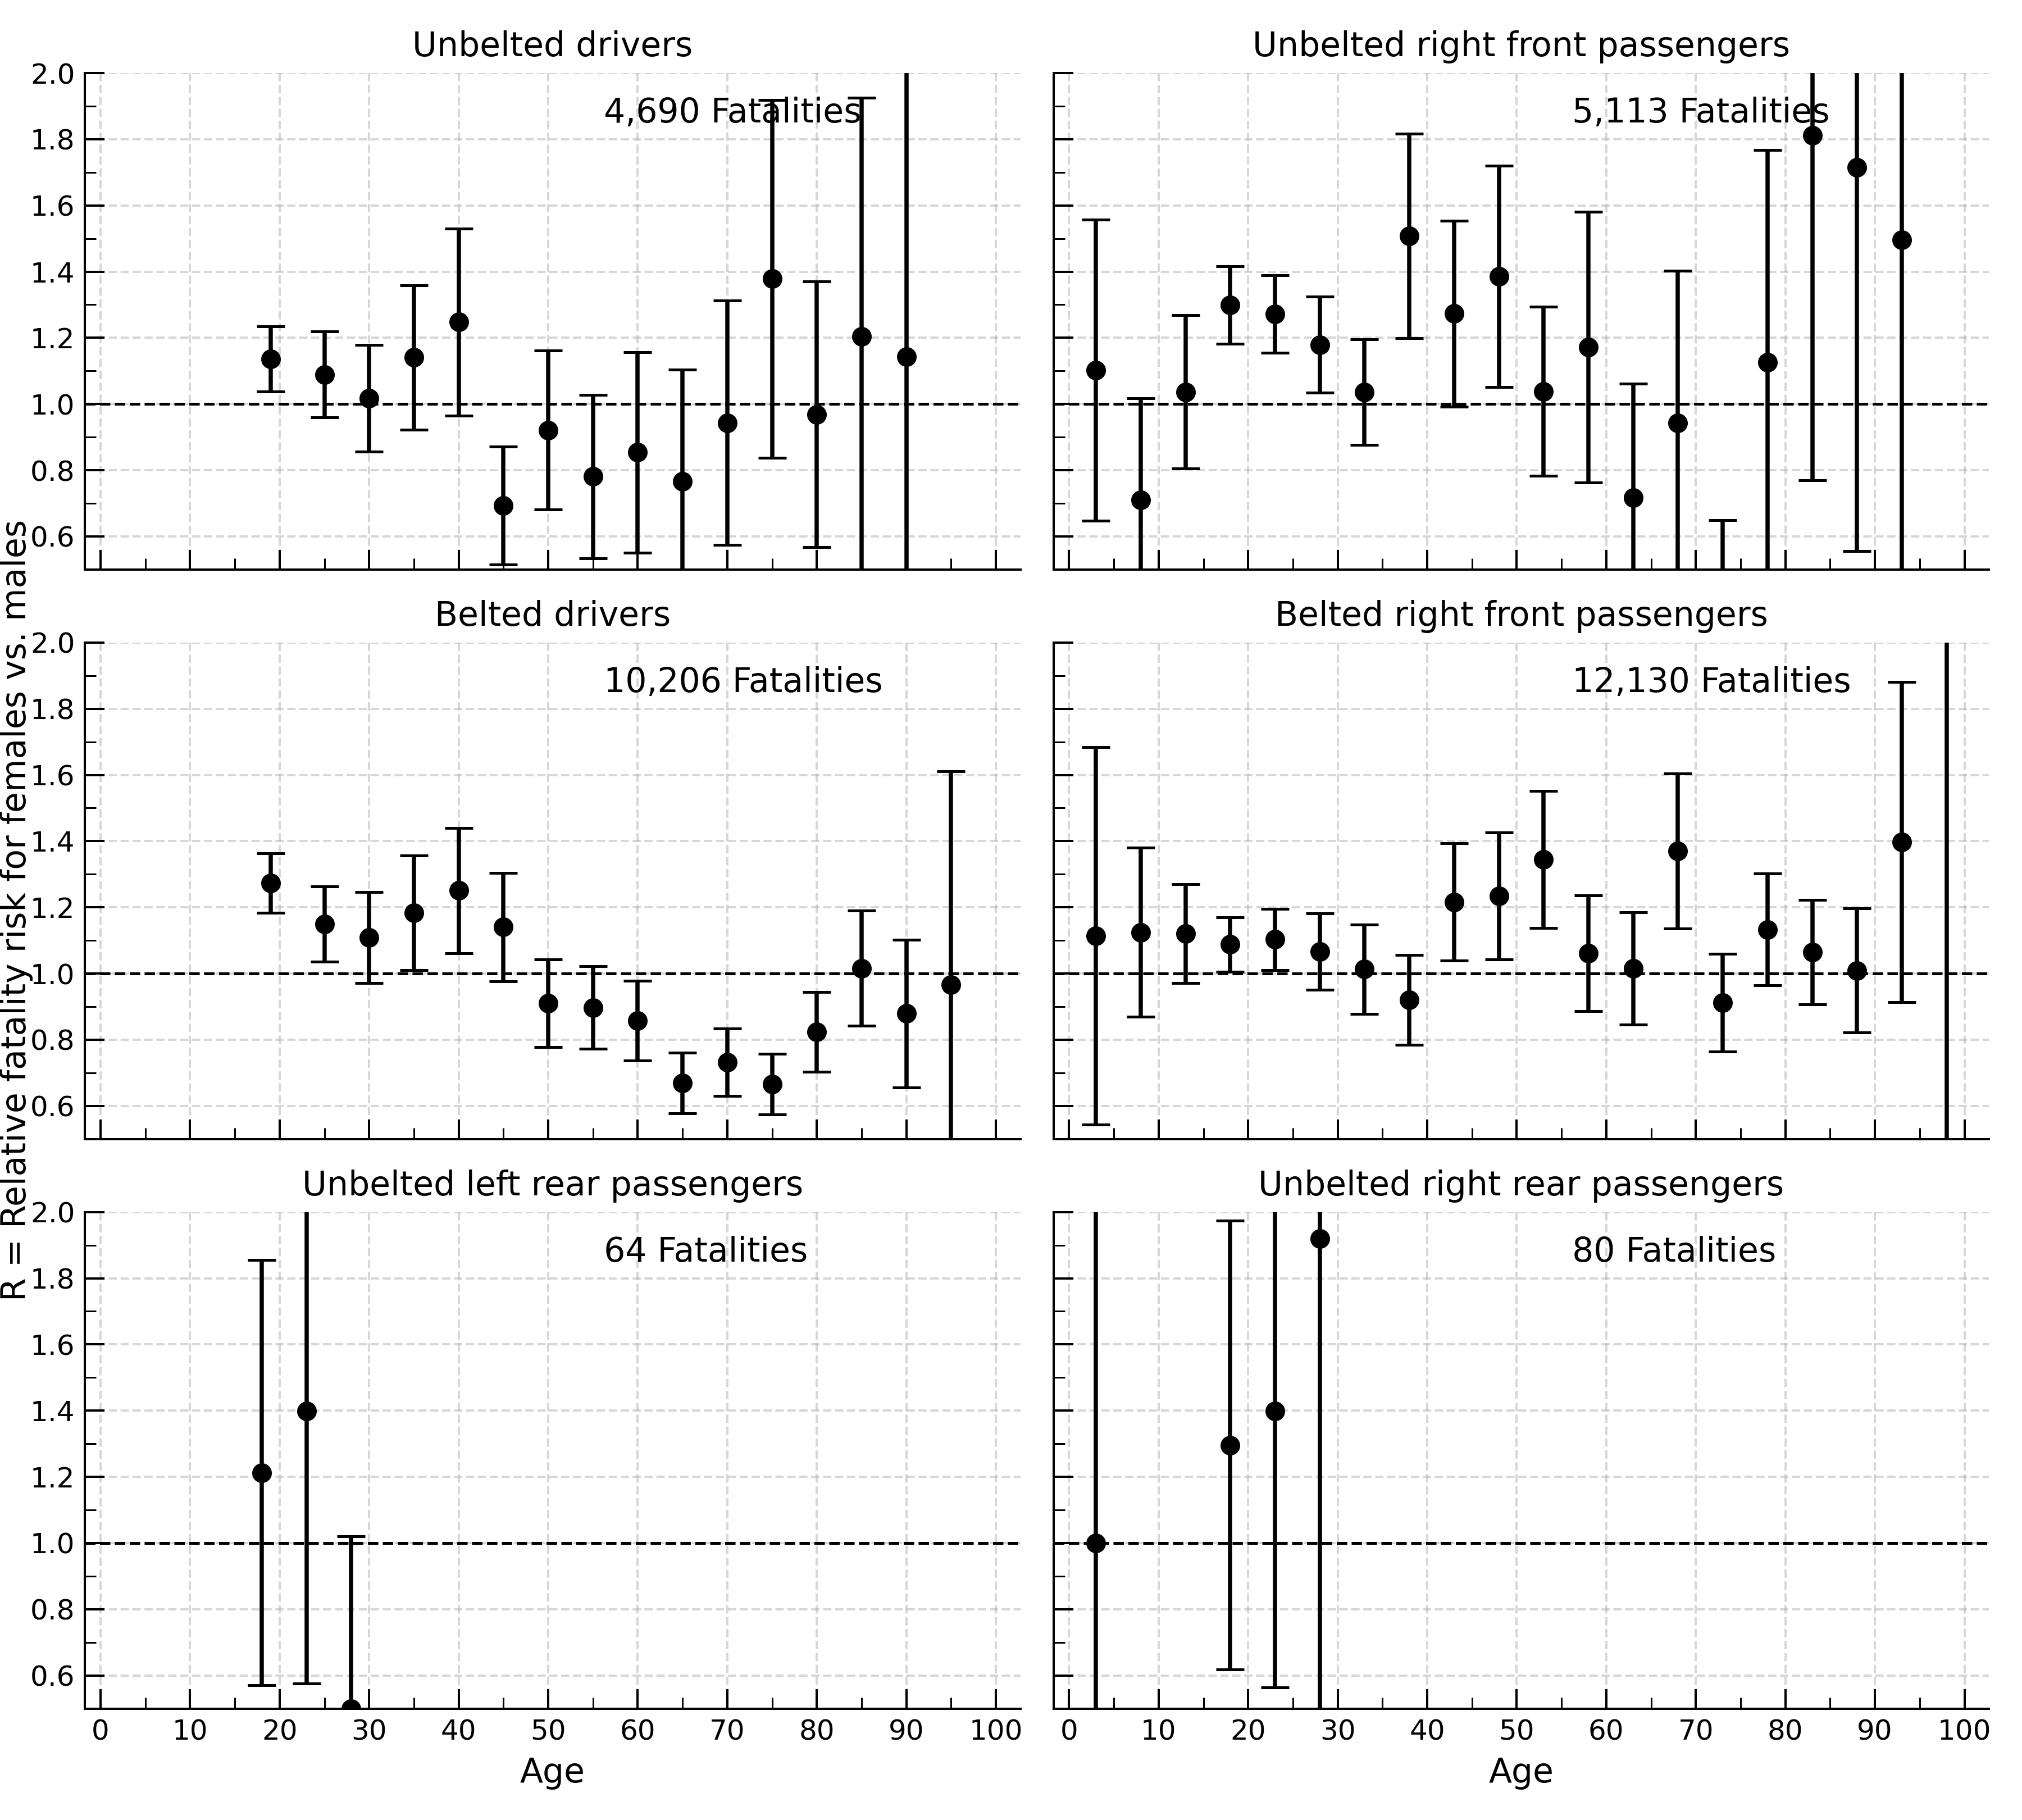 R = Relative fatality risk for females vs. males
Unbelted drivers
4,690 Fatalities
2.0
1.8
1.6
1.4
1.2
1.0
0.8
0.6
Unbelted right front passengers
5,113 Fatalities
Belted drivers
10,206 Fatalities
2.0
1.8
1.6
1.4
1.2
1.0
0.8
0.6
Belted right front passengers
12,130 Fatalities
Unbelted left rear passengers
64 Fatalities
2.0
1.8
1.6
1.4
1.2
1.0
0.8
0.6
0 10 20 30 40 50 60 70 80 90 100
Age
Unbelted right rear passengers
80 Fatalities
0 10 20 30 40 50 60 70 80 90 100
Age